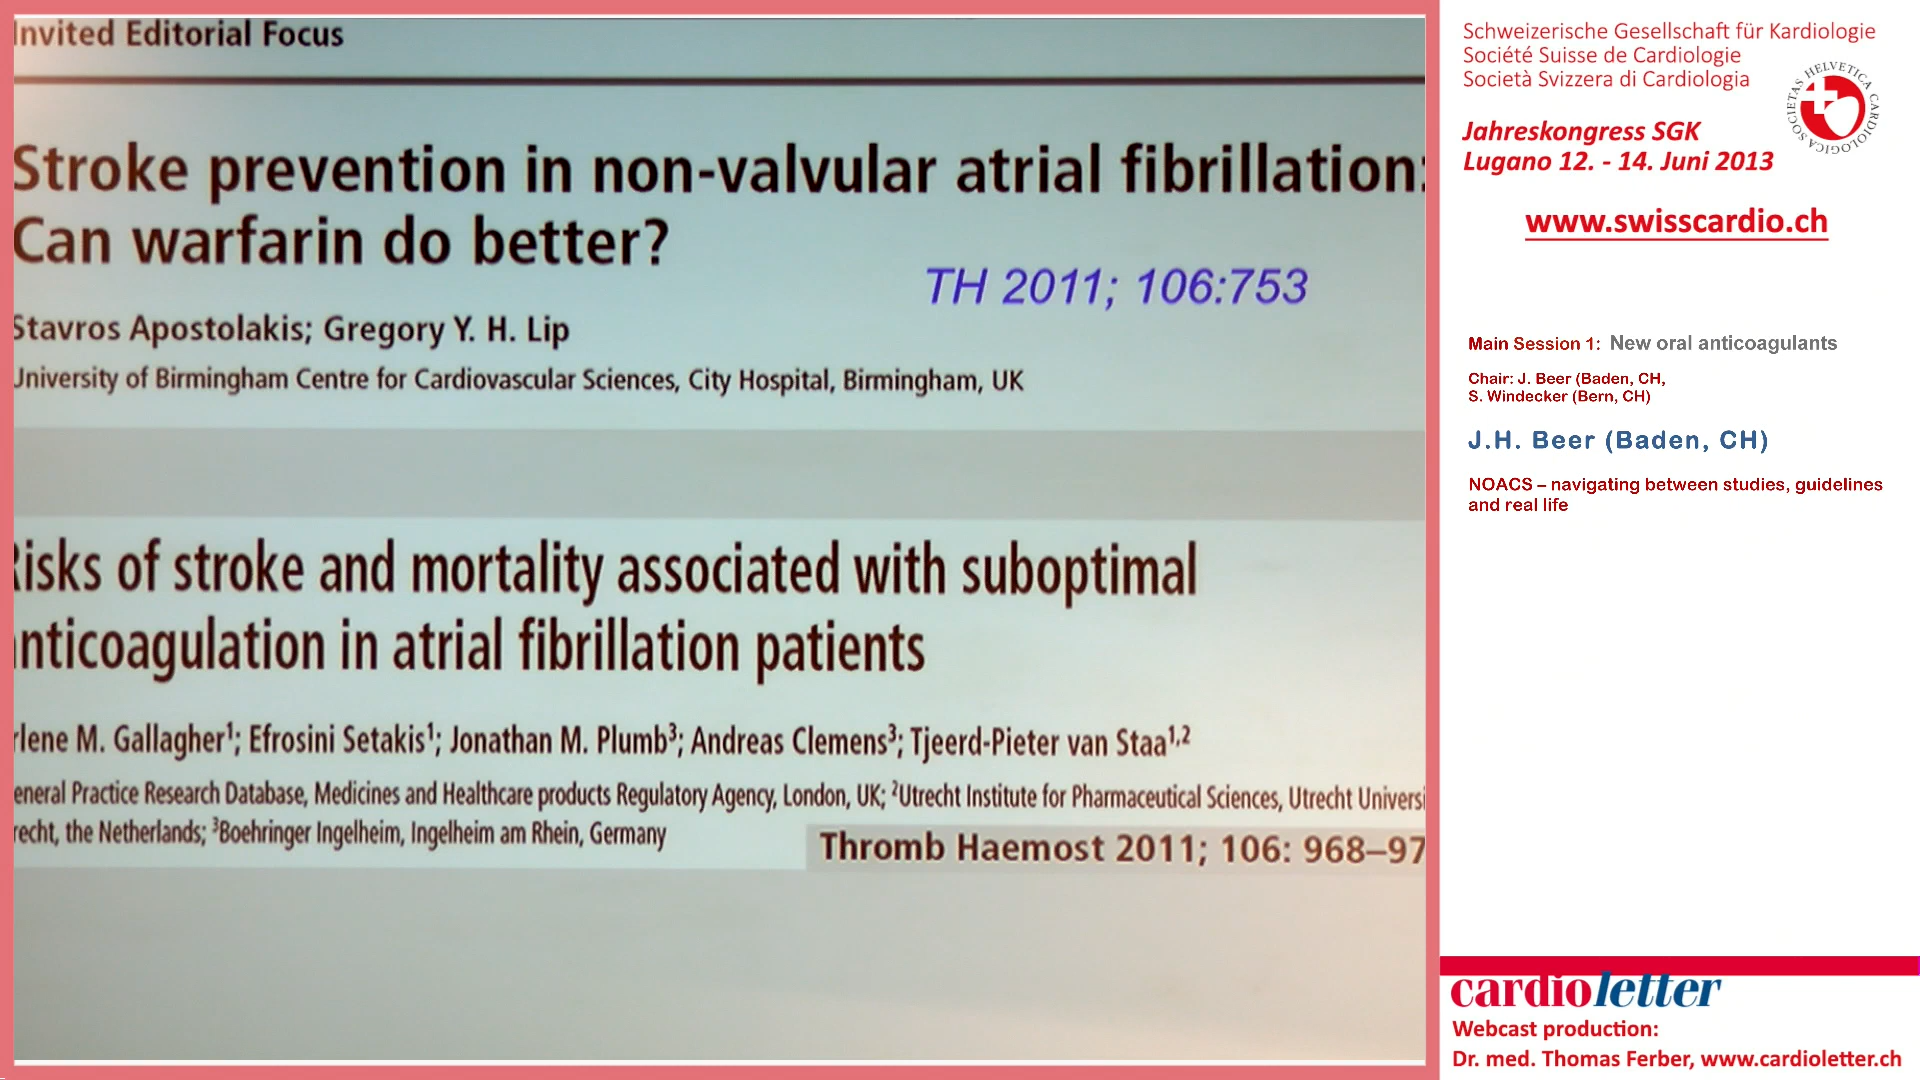 Invited Editorial Focus
Stroke prevention in non-valvular atrial fibrillation:
Can warfarin do better?
TH 2011; 106:753
Stavros Apostolakis; Gregory Y. H. Lip
University of Birmingham Centre for Cardiovascular Sciences, City Hospital, Birmingham, UK
Risks of stroke and mortality associated with suboptimal
anticoagulation in atrial fibrillation patients
rlene M. Gallagher¹; Efrosini Setakis¹; Jonathan M. Plumb³; Andreas Clemens³; Tjeerd-Pieter van Staa¹,²
eneral Practice Research Database, Medicines and Healthcare products Regulatory Agency, London, UK; ²Utrecht Institute for Pharmaceutical Sciences, Utrecht Universi
recht, the Netherlands; ³Boehringer Ingelheim, Ingelheim am Rhein, Germany
Thromb Haemost 2011; 106: 968–97
Schweizerische Gesellschaft für Kardiologie
Société Suisse de Cardiologie
Società Svizzera di Cardiologia
SOCIETAS HELVETICA CARDIOLOGICA
Jahreskongress SGK
Lugano 12. - 14. Juni 2013
www.swisscardio.ch
Main Session 1: New oral anticoagulants
Chair: J. Beer (Baden, CH,
S. Windecker (Bern, CH)
J.H. Beer (Baden, CH)
NOACS – navigating between studies, guidelines
and real life
cardioletter
Webcast production:
Dr. med. Thomas Ferber, www.cardioletter.ch